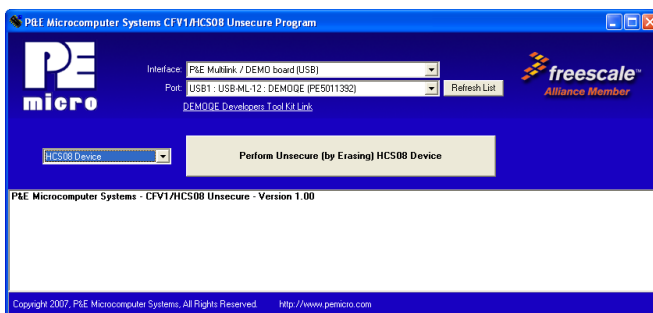 P&E Microcomputer Systems CFV1/HCS08 Unsecure Program
PE
micro
Interface: P&E Multilink / DEMO board (USB)
Port: USB1 : USB-ML-12 : DEMOQE (PE5011392) Refresh List
DEMOQE Developers Tool Kit Link
freescale™
Alliance Member
HCS08 Device
Perform Unsecure (by Erasing) HCS08 Device
P&E Microcomputer Systems - CFV1/HCS08 Unsecure - Version 1.00
Copyright 2007, P&E Microcomputer Systems, All Rights Reserved. http://www.pemicro.com